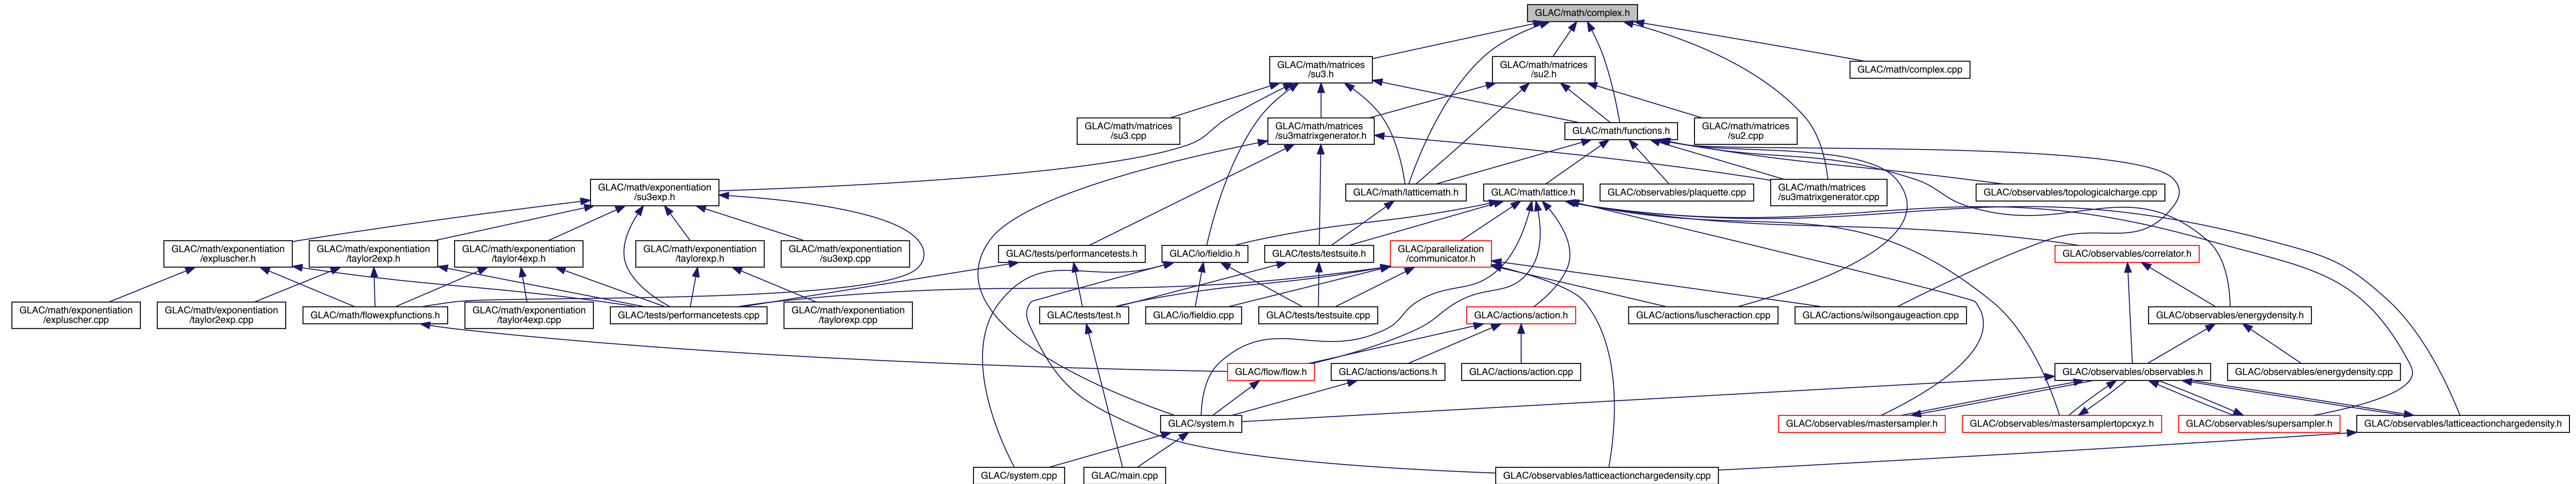 GLAC/math/complex.h
GLAC/math/matrices
/su3.h
GLAC/math/matrices
/su2.h
GLAC/math/complex.cpp
GLAC/math/matrices
/su3.cpp
GLAC/math/matrices
/su3matrixgenerator.h
GLAC/math/functions.h
GLAC/math/matrices
/su2.cpp
GLAC/math/exponentiation
/su3exp.h
GLAC/math/latticemath.h
GLAC/math/lattice.h
GLAC/observables/plaquette.cpp
GLAC/math/matrices
/su3matrixgenerator.cpp
GLAC/observables/topologicalcharge.cpp
GLAC/math/exponentiation
/expluscher.h
GLAC/math/exponentiation
/taylor2exp.h
GLAC/math/exponentiation
/taylor4exp.h
GLAC/math/exponentiation
/taylorexp.h
GLAC/math/exponentiation
/su3exp.cpp
GLAC/tests/performancetests.h
GLAC/io/fieldio.h
GLAC/tests/testsuite.h
GLAC/parallelization
/communicator.h
GLAC/observables/correlator.h
GLAC/math/exponentiation
/expluscher.cpp
GLAC/math/exponentiation
/taylor2exp.cpp
GLAC/math/flowexpfunctions.h
GLAC/math/exponentiation
/taylor4exp.cpp
GLAC/tests/performancetests.cpp
GLAC/math/exponentiation
/taylorexp.cpp
GLAC/tests/test.h
GLAC/io/fieldio.cpp
GLAC/tests/testsuite.cpp
GLAC/actions/action.h
GLAC/actions/luscheraction.cpp
GLAC/actions/wilsongaugeaction.cpp
GLAC/observables/energydensity.h
GLAC/flow/flow.h
GLAC/actions/actions.h
GLAC/actions/action.cpp
GLAC/observables/observables.h
GLAC/observables/energydensity.cpp
GLAC/system.h
GLAC/observables/mastersampler.h
GLAC/observables/mastersamplertopcxyz.h
GLAC/observables/supersampler.h
GLAC/observables/latticeactionchargedensity.h
GLAC/system.cpp
GLAC/main.cpp
GLAC/observables/latticeactionchargedensity.cpp